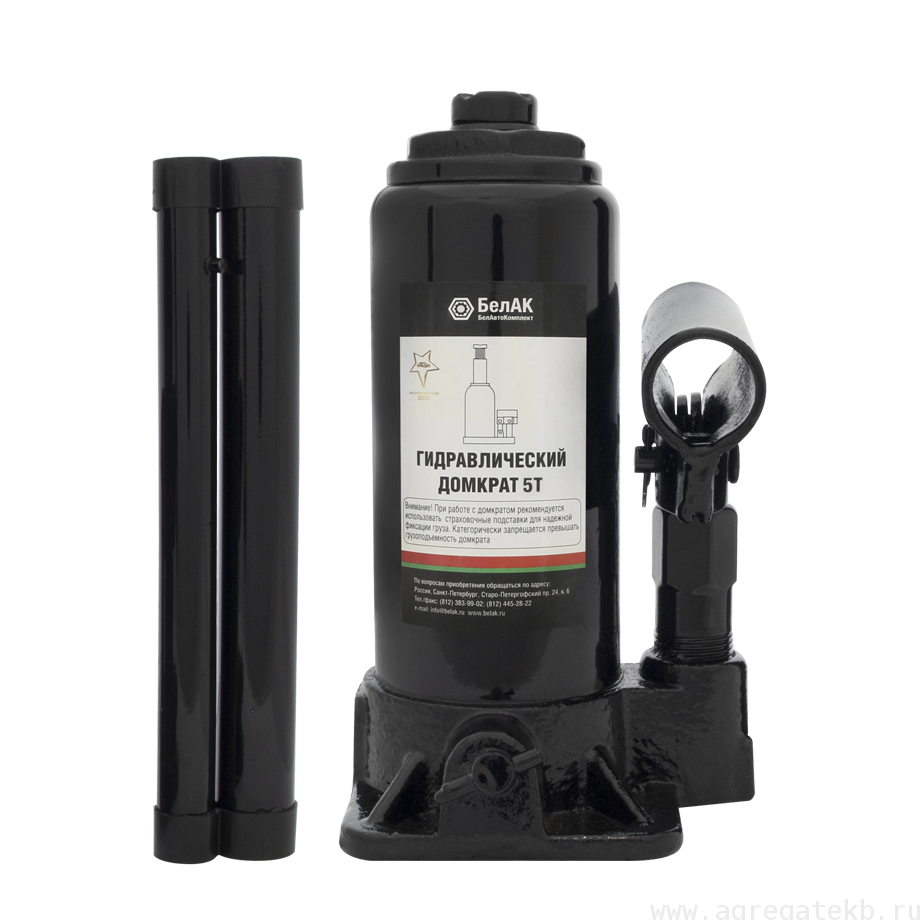 БелАК
БелАвтоКомплект
2015
ГИДРАВЛИЧЕСКИЙ
ДОМКРАТ 5Т
Внимание! При работе с домкратом рекомендуется
использовать страховочные подставки для надежной
фиксации груза. Категорически запрещается превышать
грузоподъемность домкрата
По вопросам приобретения обращаться по адресу:
Россия, Санкт-Петербург, Старо-Петергофский пр. 24, к. 6
Тел./факс: (812) 383-99-02; (812) 445-28-22
e-mail: info@belak.ru www.belak.ru
www.agregatekb.ru